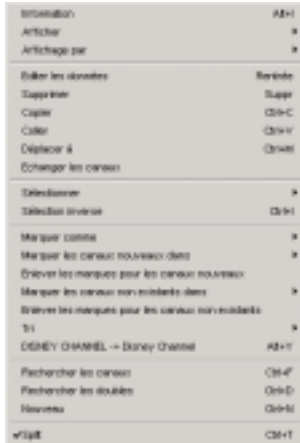 Information Alt+I
Afficher
Affichage par
Editer les données Rentrée
Supprimer Suppr
Copier Ctrl+C
Coller Ctrl+V
Déplacer à Ctrl+M
Echanger les canaux
Sélectionner
Sélection inverse Ctrl+I
Marquer comme
Marquer les canaux nouveaux dans
Enlever les marques pour les canaux nouveaux
Marquer les canaux non existants dans
Enlever les marques pour les canaux non existants
Tri
DISNEY CHANNEL -> Disney Channel Alt+Y
Rechercher les canaux Ctrl+F
Rechercher les doubles Ctrl+D
Nouveau Ctrl+N
Split Ctrl+T